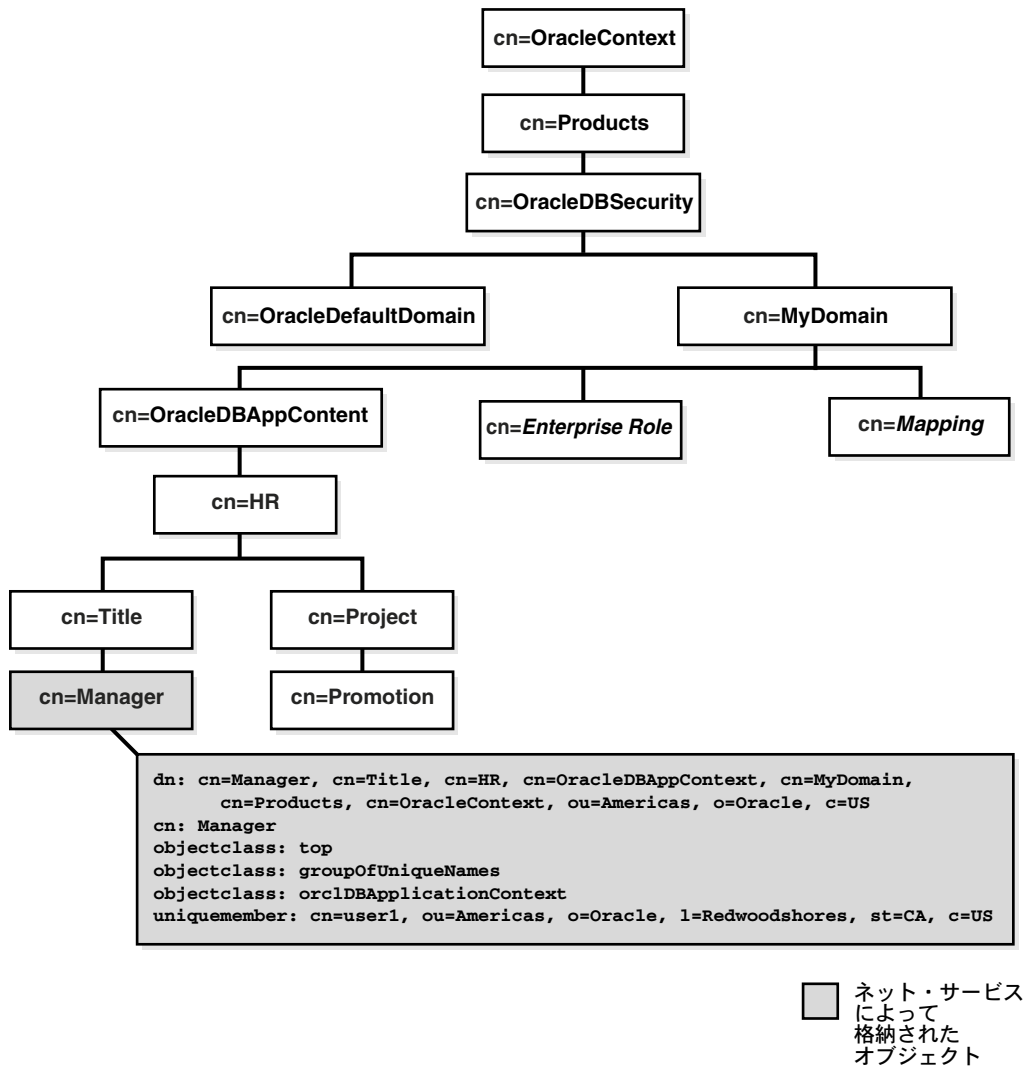 cn=OracleContext
cn=Products
cn=OracleDBSecurity
cn=OracleDefaultDomain
cn=MyDomain
cn=OracleDBAppContent
cn=Enterprise Role
cn=Mapping
cn=HR
cn=Title
cn=Project
cn=Manager
cn=Promotion
dn: cn=Manager, cn=Title, cn=HR, cn=OracleDBAppContext, cn=MyDomain,
cn=Products, cn=OracleContext, ou=Americas, o=Oracle, c=US
cn: Manager
objectclass: top
objectclass: groupOfUniqueNames
objectclass: orclDBApplicationContext
uniquemember: cn=user1, ou=Americas, o=Oracle, l=Redwoodshores, st=CA, c=US
ネット・サービス
によって
格納された
オブジェクト